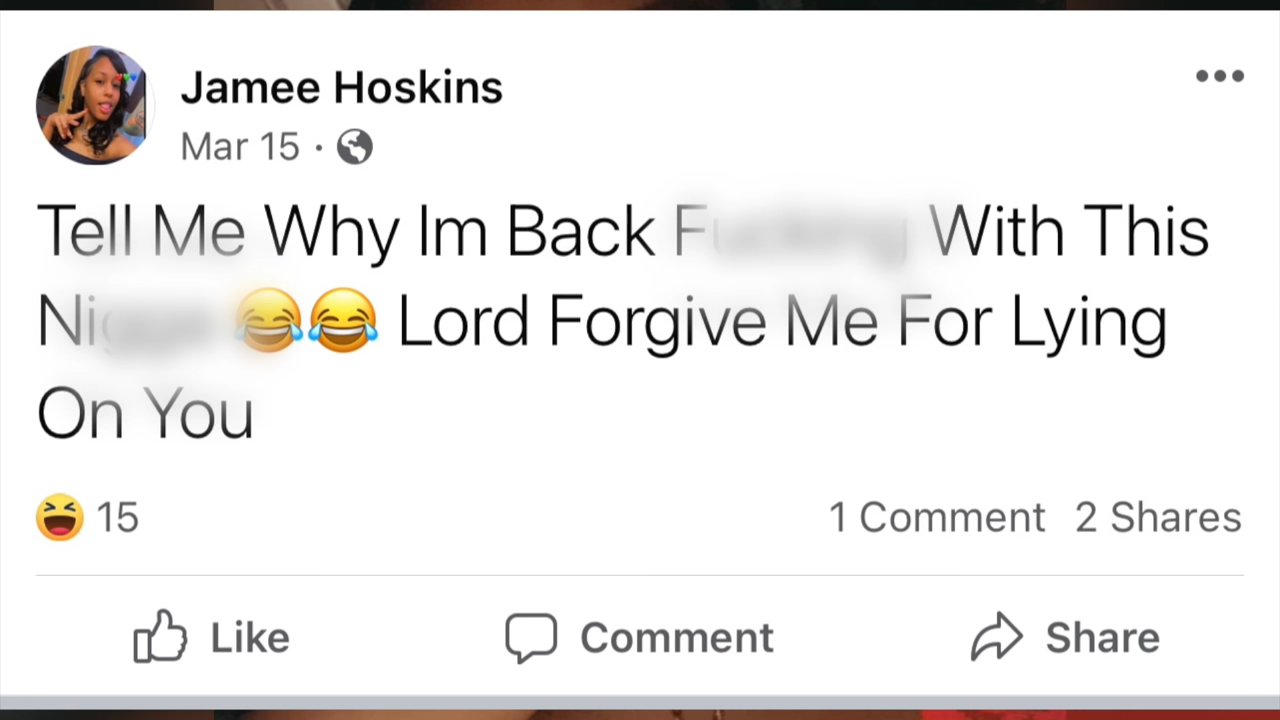 Jamee Hoskins
Mar 15 ·
Tell Me Why Im Back With This
😂😂 Lord Forgive Me For Lying
On You
15
1 Comment 2 Shares
Like Comment Share